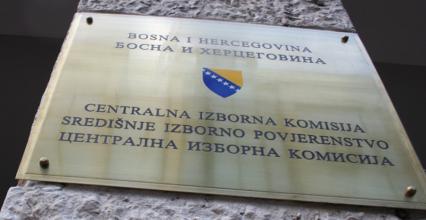 BOSNA I HERCEGOVINA
БОСНА И ХЕРЦЕГОВИНА
CENTRALNA IZBORNA KOMISIJA
SREDIŠNJE IZBORNO POVJERENSTVO
ЦЕНТРАЛНА ИЗБОРНА КОМИСИЈА